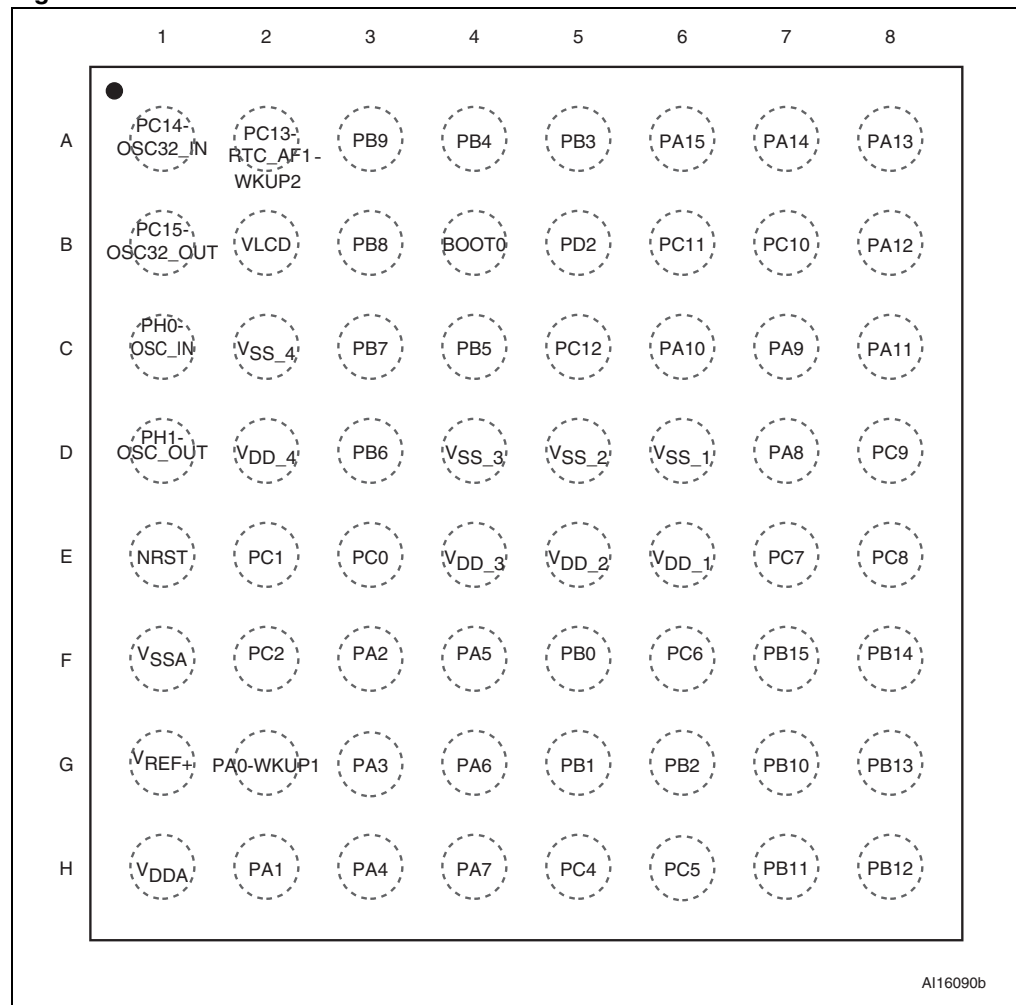 1 2 3 4 5 6 7 8
A PC14-OSC32_IN PC13-RTC_AF1-WKUP2 PB9 PB4 PB3 PA15 PA14 PA13
B PC15-OSC32_OUT VLCD PB8 BOOT0 PD2 PC11 PC10 PA12
C PH0-OSC_IN VSS_4 PB7 PB5 PC12 PA10 PA9 PA11
D PH1-OSC_OUT VDD_4 PB6 VSS_3 VSS_2 VSS_1 PA8 PC9
E NRST PC1 PC0 VDD_3 VDD_2 VDD_1 PC7 PC8
F VSSA PC2 PA2 PA5 PB0 PC6 PB15 PB14
G VREF+ PA0-WKUP1 PA3 PA6 PB1 PB2 PB10 PB13
H VDDA PA1 PA4 PA7 PC4 PC5 PB11 PB12
AI16090b